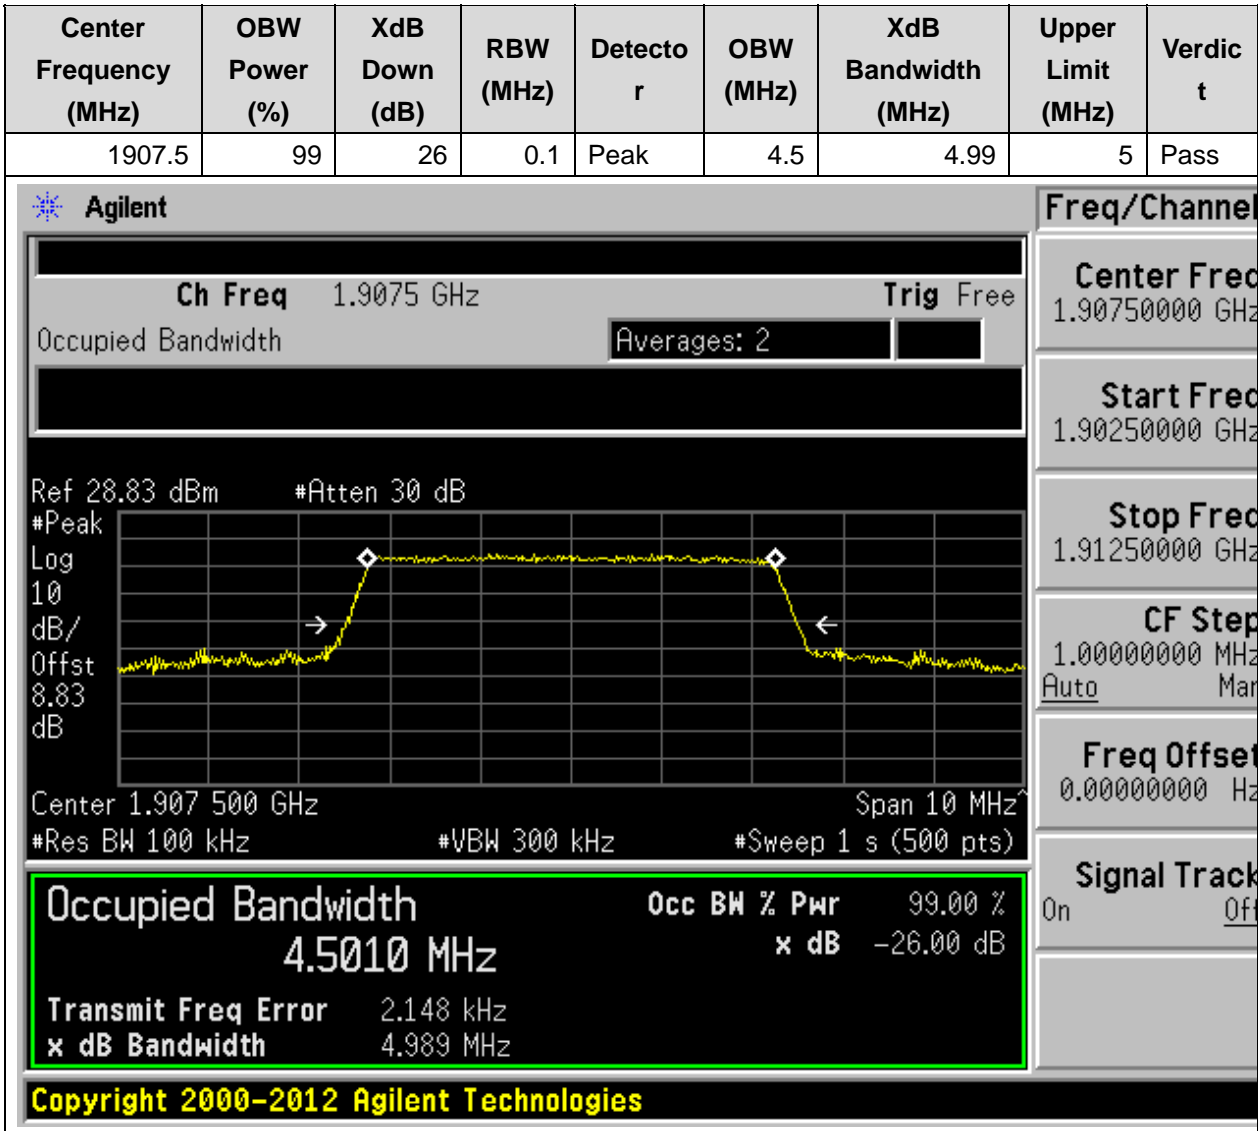 Center Frequency (MHz) OBW Power (%) XdB Down (dB) RBW (MHz) Detecto r OBW (MHz) XdB Bandwidth (MHz) Upper Limit (MHz) Verdic t
1907.5 99 26 0.1 Peak 4.5 4.99 5 Pass
Agilent
Freq/Channel
Ch Freq 1.9075 GHz Trig Free
Occupied Bandwidth Averages: 2
Center Freq
1.90750000 GHz
Start Freq
1.90250000 GHz
Stop Freq
1.91250000 GHz
CF Step
1.00000000 MHz
Auto Man
Freq Offset
0.00000000 Hz
Signal Track
On Off
Ref 28.83 dBm #Atten 30 dB
#Peak
Log
10
dB/
Offst
8.83
dB
Center 1.907 500 GHz Span 10 MHz^
#Res BW 100 kHz #VBW 300 kHz #Sweep 1 s (500 pts)
Occupied Bandwidth Occ BW % Pwr 99.00 %
4.5010 MHz x dB -26.00 dB
Transmit Freq Error 2.148 kHz
x dB Bandwidth 4.989 MHz
Copyright 2000-2012 Agilent Technologies